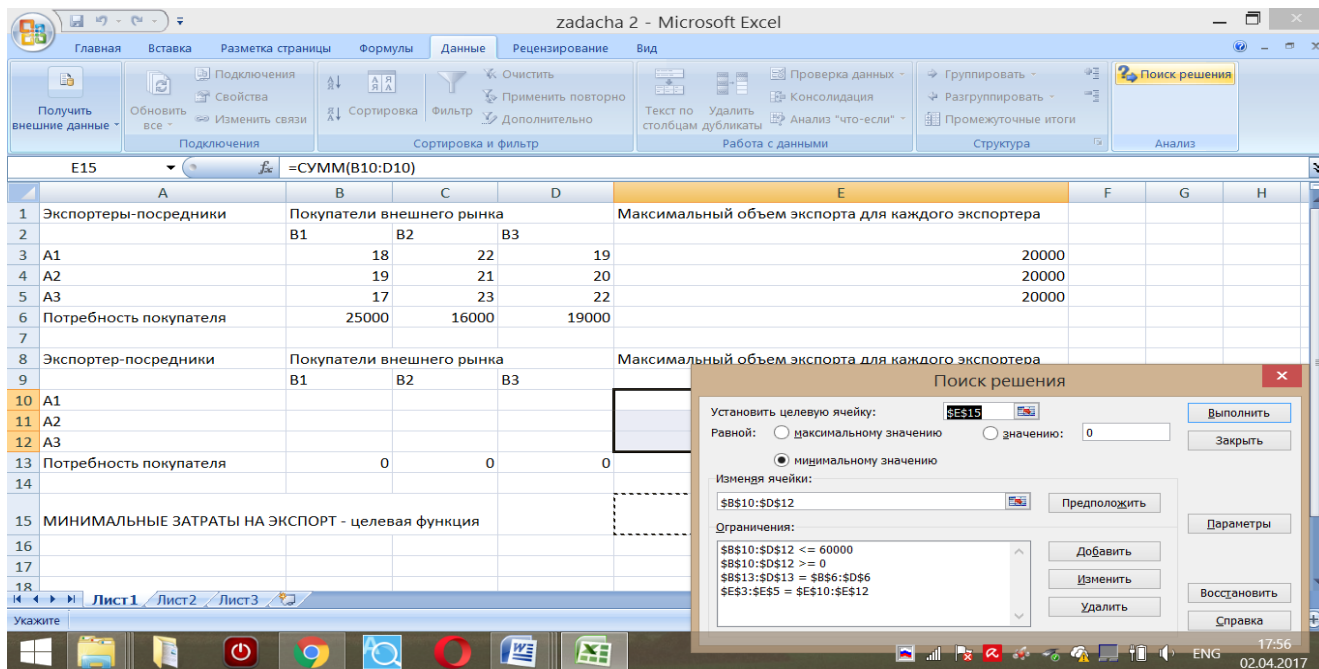 zadacha 2 - Microsoft Excel
Главная Вставка Разметка страницы Формулы Данные Рецензирование Вид
Получить внешние данные
Обновить все
Подключения
Свойства
Изменить связи
Подключения
Сортировка
Фильтр
Очистить
Применить повторно
Дополнительно
Сортировка и фильтр
Текст по столбцам
Удалить дубликаты
Проверка данных
Консолидация
Анализ "что-если"
Работа с данными
Группировать
Разгруппировать
Промежуточные итоги
Структура
Поиск решения
Анализ
E15 fx =СУММ(B10:D10)
A B C D E F G H
1 Экспортеры-посредники Покупатели внешнего рынка Максимальный объем экспорта для каждого экспортера
2 B1 B2 B3
3 A1 18 22 19 20000
4 A2 19 21 20 20000
5 A3 17 23 22 20000
6 Потребность покупателя 25000 16000 19000
7
8 Экспортер-посредники Покупатели внешнего рынка Максимальный объем экспорта для каждого экспортера
9 B1 B2 B3
10 A1
11 A2
12 A3
13 Потребность покупателя 0 0 0
14
15 МИНИМАЛЬНЫЕ ЗАТРАТЫ НА ЭКСПОРТ - целевая функция
16
17
18
Поиск решения
Установить целевую ячейку: $E$15
Равной: максимальному значению значению: 0
минимальному значению
Изменяя ячейки:
$B$10:$D$12
Ограничения:
$B$10:$D$12 <= 60000
$B$10:$D$12 >= 0
$B$13:$D$13 = $B$6:$D$6
$E$3:$E$5 = $E$10:$E$12
Предположить
Добавить
Изменить
Удалить
Выполнить
Закрыть
Параметры
Восстановить
Справка
Лист1 Лист2 Лист3
Укажите
ENG 17:56
02.04.2017